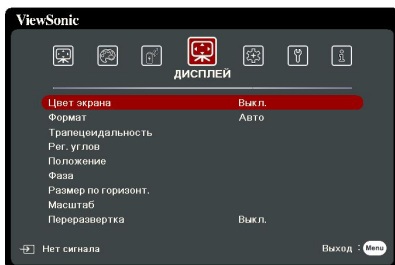 ViewSonic
ДИСПЛЕЙ
Цвет экрана Выкл.
Формат Авто
Трапецеидальность
Рег. углов
Положение
Фаза
Размер по горизонт.
Масштаб
Переразвертка Выкл.
Нет сигнала Выход : Menu